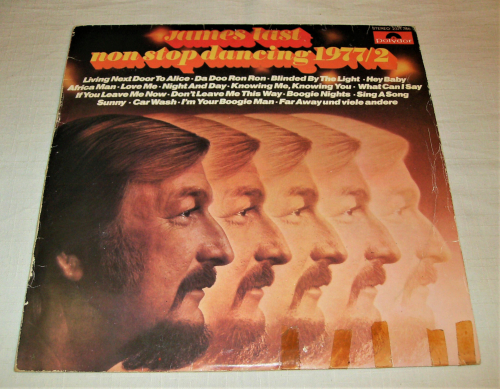 James Last
non stop dancing 1977/2
STEREO
Polydor
Living Next Door To Alice · Da Doo Ron Ron · Blinded By The Light · Hey Baby
Africa Man · Love Me · Night And Day · Knowing Me, Knowing You · What Can I Say
If You Leave Me Now · Don't Leave Me This Way · Boogie Nights · Sing A Song
Sunny · Car Wash · I'm Your Boogie Man · Far Away und viele andere